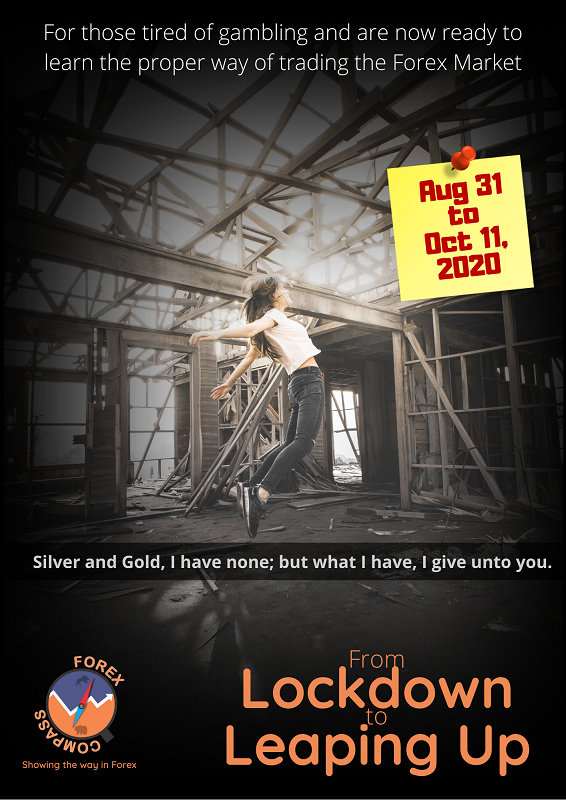 For those tired of gambling and are now ready to
learn the proper way of trading the Forex Market
Aug 31
to
Oct 11,
2020
Silver and Gold, I have none; but what I have, I give unto you.
From
Lockdown
to
Leaping Up
FOREX
COMPASS
Showing the way in Forex